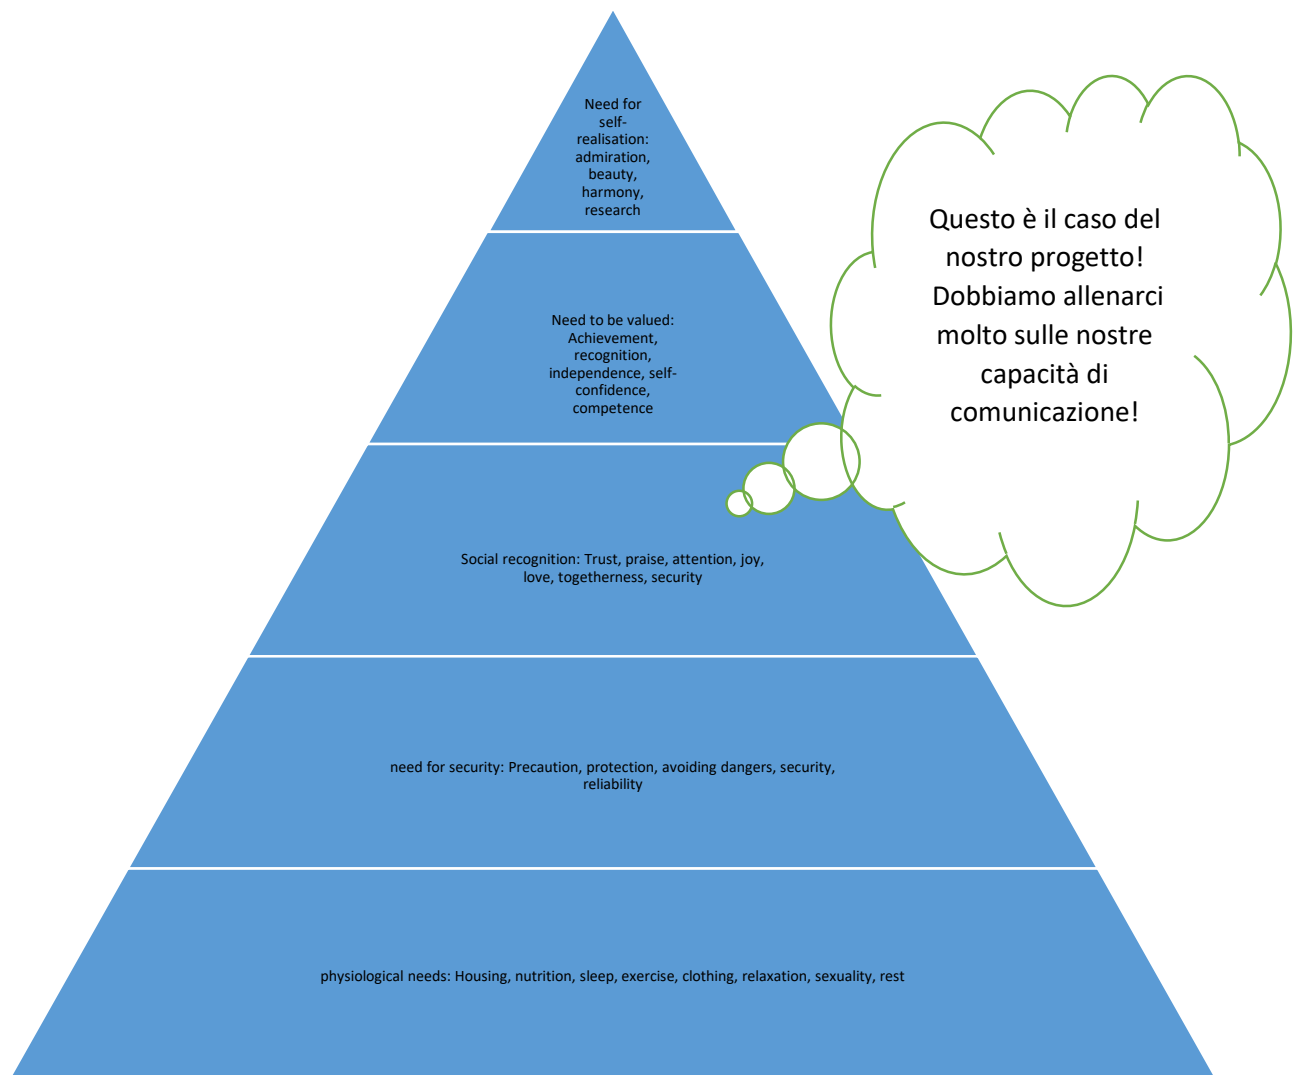 Need for
self-
realisation:
admiration,
beauty,
harmony,
research
Questo è il caso del
nostro progetto!
Dobbiamo allenarci
molto sulle nostre
capacità di
comunicazione!
Need to be valued:
Achievement,
recognition,
independence, self-
confidence,
competence
Social recognition: Trust, praise, attention, joy,
love, togetherness, security
need for security: Precaution, protection, avoiding dangers, security,
reliability
physiological needs: Housing, nutrition, sleep, exercise, clothing, relaxation, sexuality, rest